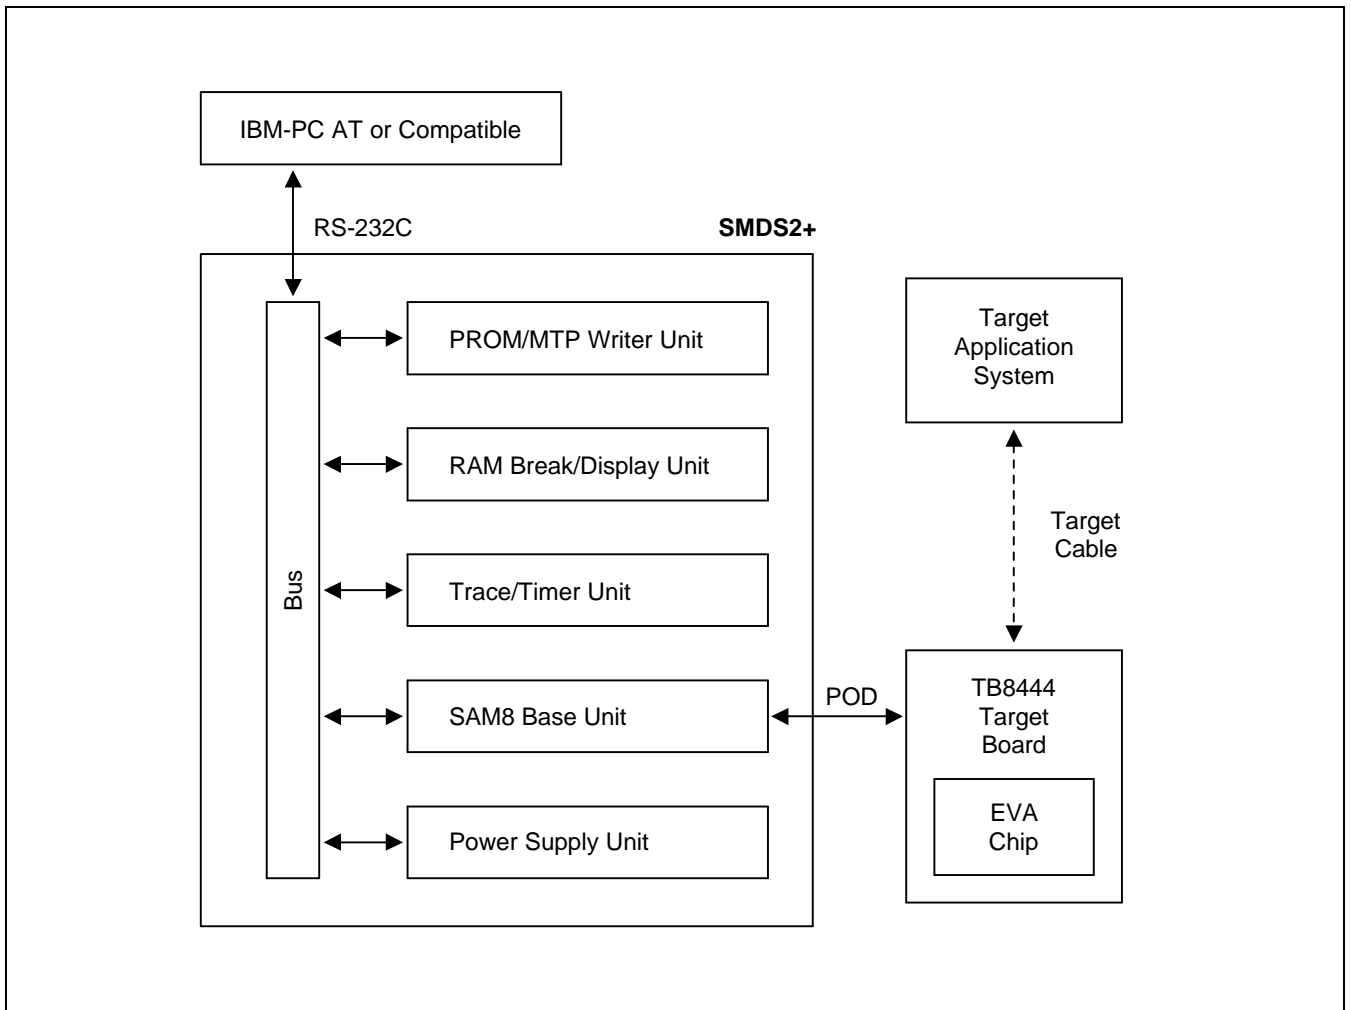 IBM-PC AT or Compatible
RS-232C
SMDS2+
Bus
PROM/MTP Writer Unit
RAM Break/Display Unit
Trace/Timer Unit
SAM8 Base Unit
Power Supply Unit
POD
Target
Application
System
Target
Cable
TB8444
Target
Board
EVA
Chip